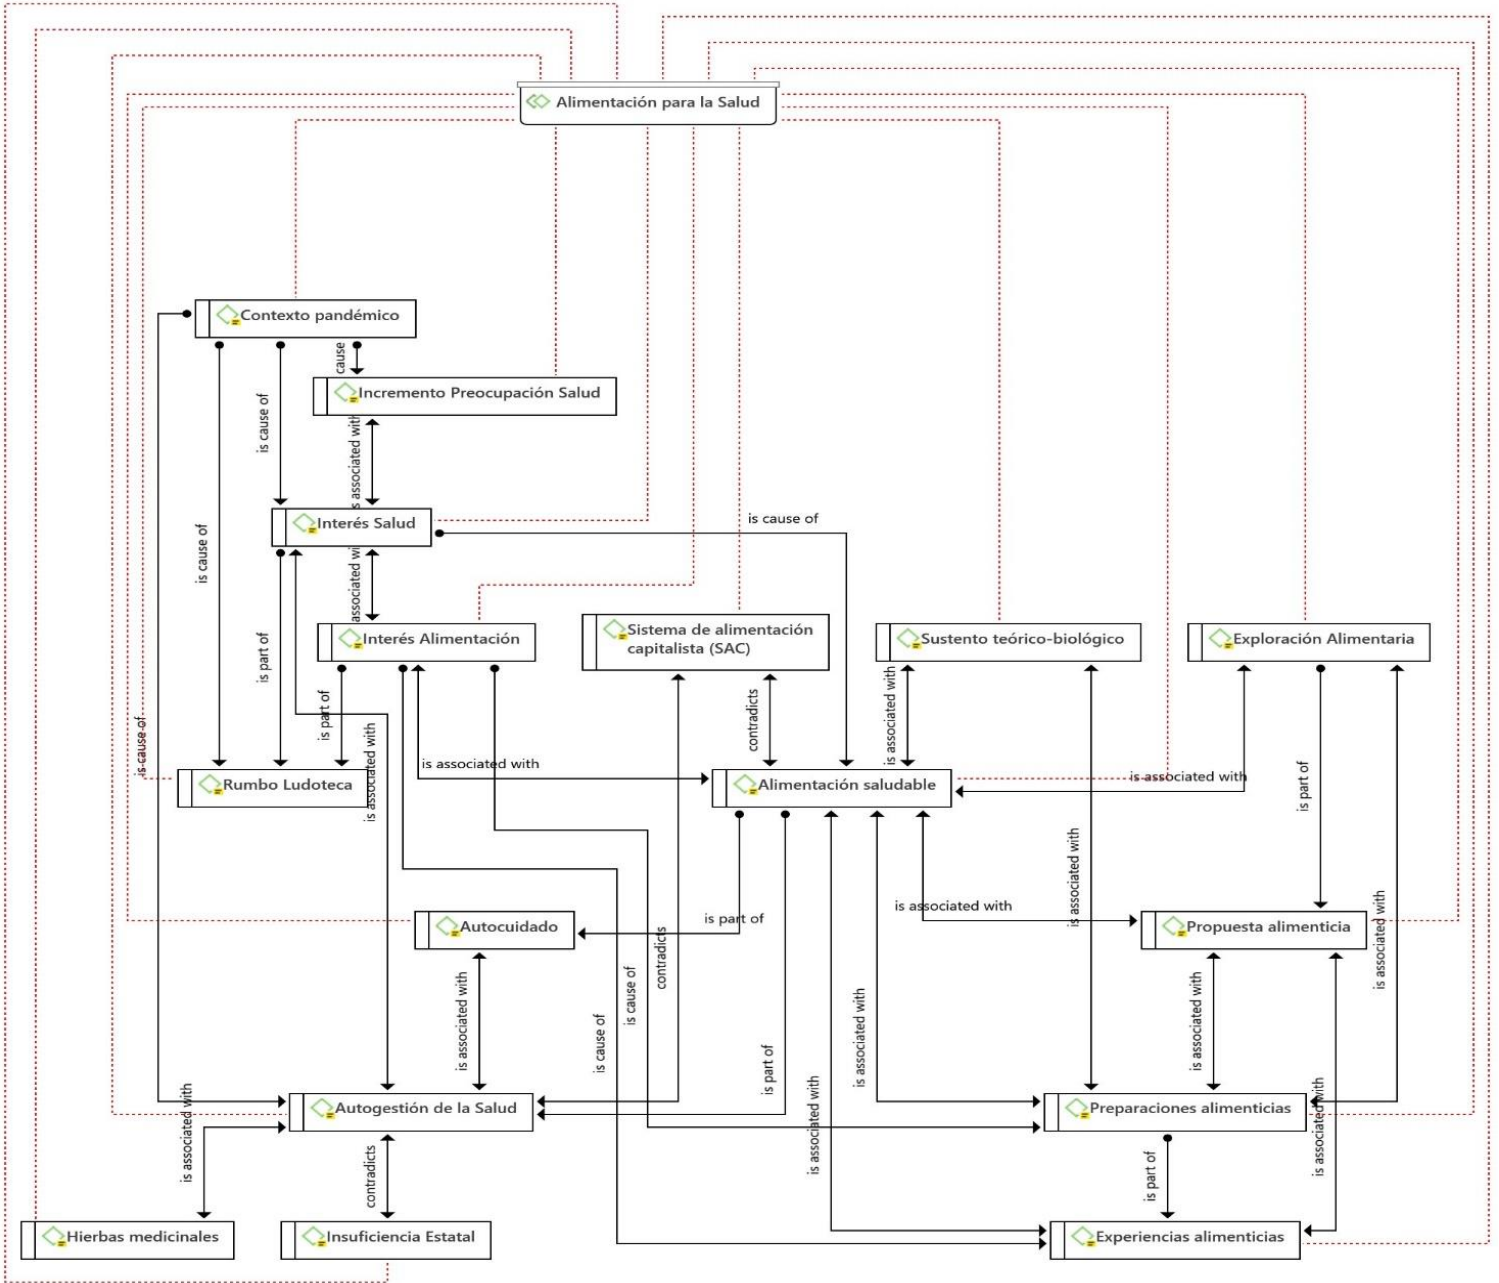 Alimentación para la Salud
Contexto pandémico
cause
Incremento Preocupación Salud
is cause of
s associated with
Interés Salud
is cause of
is cause of
associated wi
Interés Alimentación
Sistema de alimentación
capitalista (SAC)
Sustento teórico-biológico
Exploración Alimentaria
is part of
is part of
is cause of
is associated with
is associated with
contradicts
is associated with
is associated with
is part of
Rumbo Ludoteca
Alimentación saludable
is associated with
is associated with
is part of
Autocuidado
Propuesta alimenticia
contradicts
is cause of
is cause of
is associated with
is associated with
is associated with
is associated with
is part of
is associated with
is associated with
Autogestión de la Salud
Preparaciones alimenticias
is associated with
contradicts
is part of
is associated with
Hierbas medicinales
Insuficiencia Estatal
Experiencias alimenticias